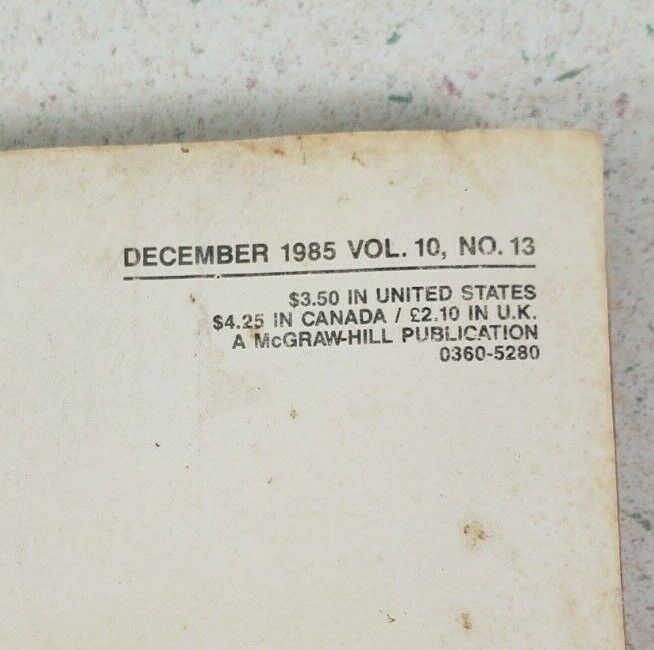 DECEMBER 1985 VOL. 10, NO. 13
$3.50 IN UNITED STATES
$4.25 IN CANADA / £2.10 IN U.K.
A McGRAW-HILL PUBLICATION
0360-5280